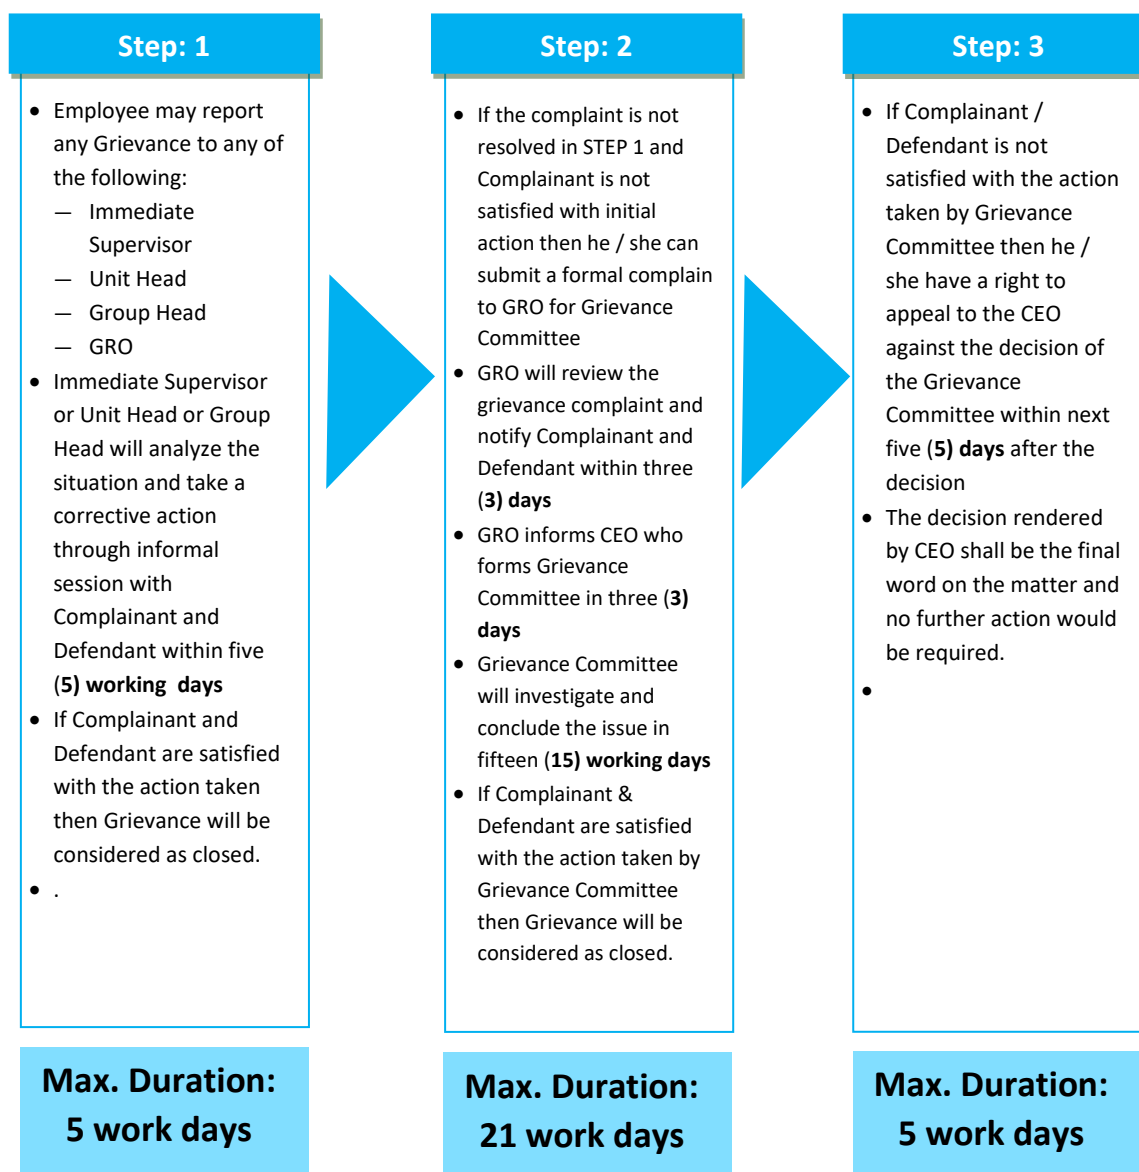 Step: 1
• Employee may report
any Grievance to any of
the following:
— Immediate
Supervisor
— Unit Head
— Group Head
— GRO
• Immediate Supervisor
or Unit Head or Group
Head will analyze the
situation and take a
corrective action
through informal
session with
Complainant and
Defendant within five
(5) working  days
• If Complainant and
Defendant are satisfied
with the action taken
then Grievance will be
considered as closed.
• .
Max. Duration:
5 work days
Step: 2
• If the complaint is not
resolved in STEP 1 and
Complainant is not
satisfied with initial
action then he / she can
submit a formal complain
to GRO for Grievance
Committee
• GRO will review the
grievance complaint and
notify Complainant and
Defendant within three
(3) days
• GRO informs CEO who
forms Grievance
Committee in three (3)
days
• Grievance Committee
will investigate and
conclude the issue in
fifteen (15) working days
• If Complainant &
Defendant are satisfied
with the action taken by
Grievance Committee
then Grievance will be
considered as closed.
Max. Duration:
21 work days
Step: 3
• If Complainant /
Defendant is not
satisfied with the action
taken by Grievance
Committee then he /
she have a right to
appeal to the CEO
against the decision of
the Grievance
Committee within next
five (5) days after the
decision
• The decision rendered
by CEO shall be the final
word on the matter and
no further action would
be required.
•
Max. Duration:
5 work days